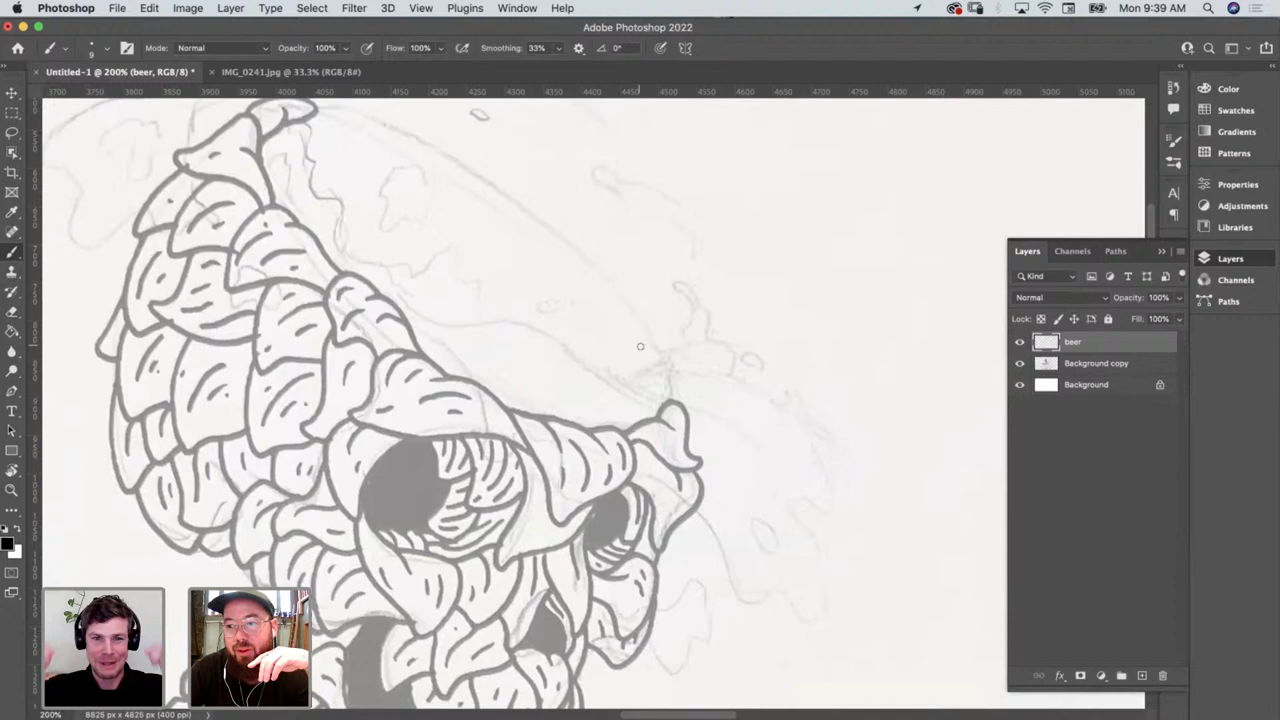 Photoshop File Edit Image Layer Type Select Filter 3D View Plugins Window Help Mon 9:39 AM
Adobe Photoshop 2022
9 Mode: Normal Opacity: 100% Flow: 100% Smoothing: 33% 0°
Untitled-1 @ 200% (beer, RGB/8) * IMG_0241.jpg @ 33.3% (RGB/8#)
3700 3750 3800 3850 3900 3950 4000 4050 4100 4150 4200 4250 4300 4350 4400 4450 4500 4550 4600 4650 4700 4750 4800 4850 4900 4950 5000 5050 5100
Color
Swatches
Gradients
Patterns
Properties
Adjustments
Libraries
Layers
Channels
Paths
Layers Channels Paths
Kind
Normal Opacity: 100%
Lock: Fill: 100%
beer
Background copy
Background
fx
200% 8825 px x 4825 px (400 ppi)